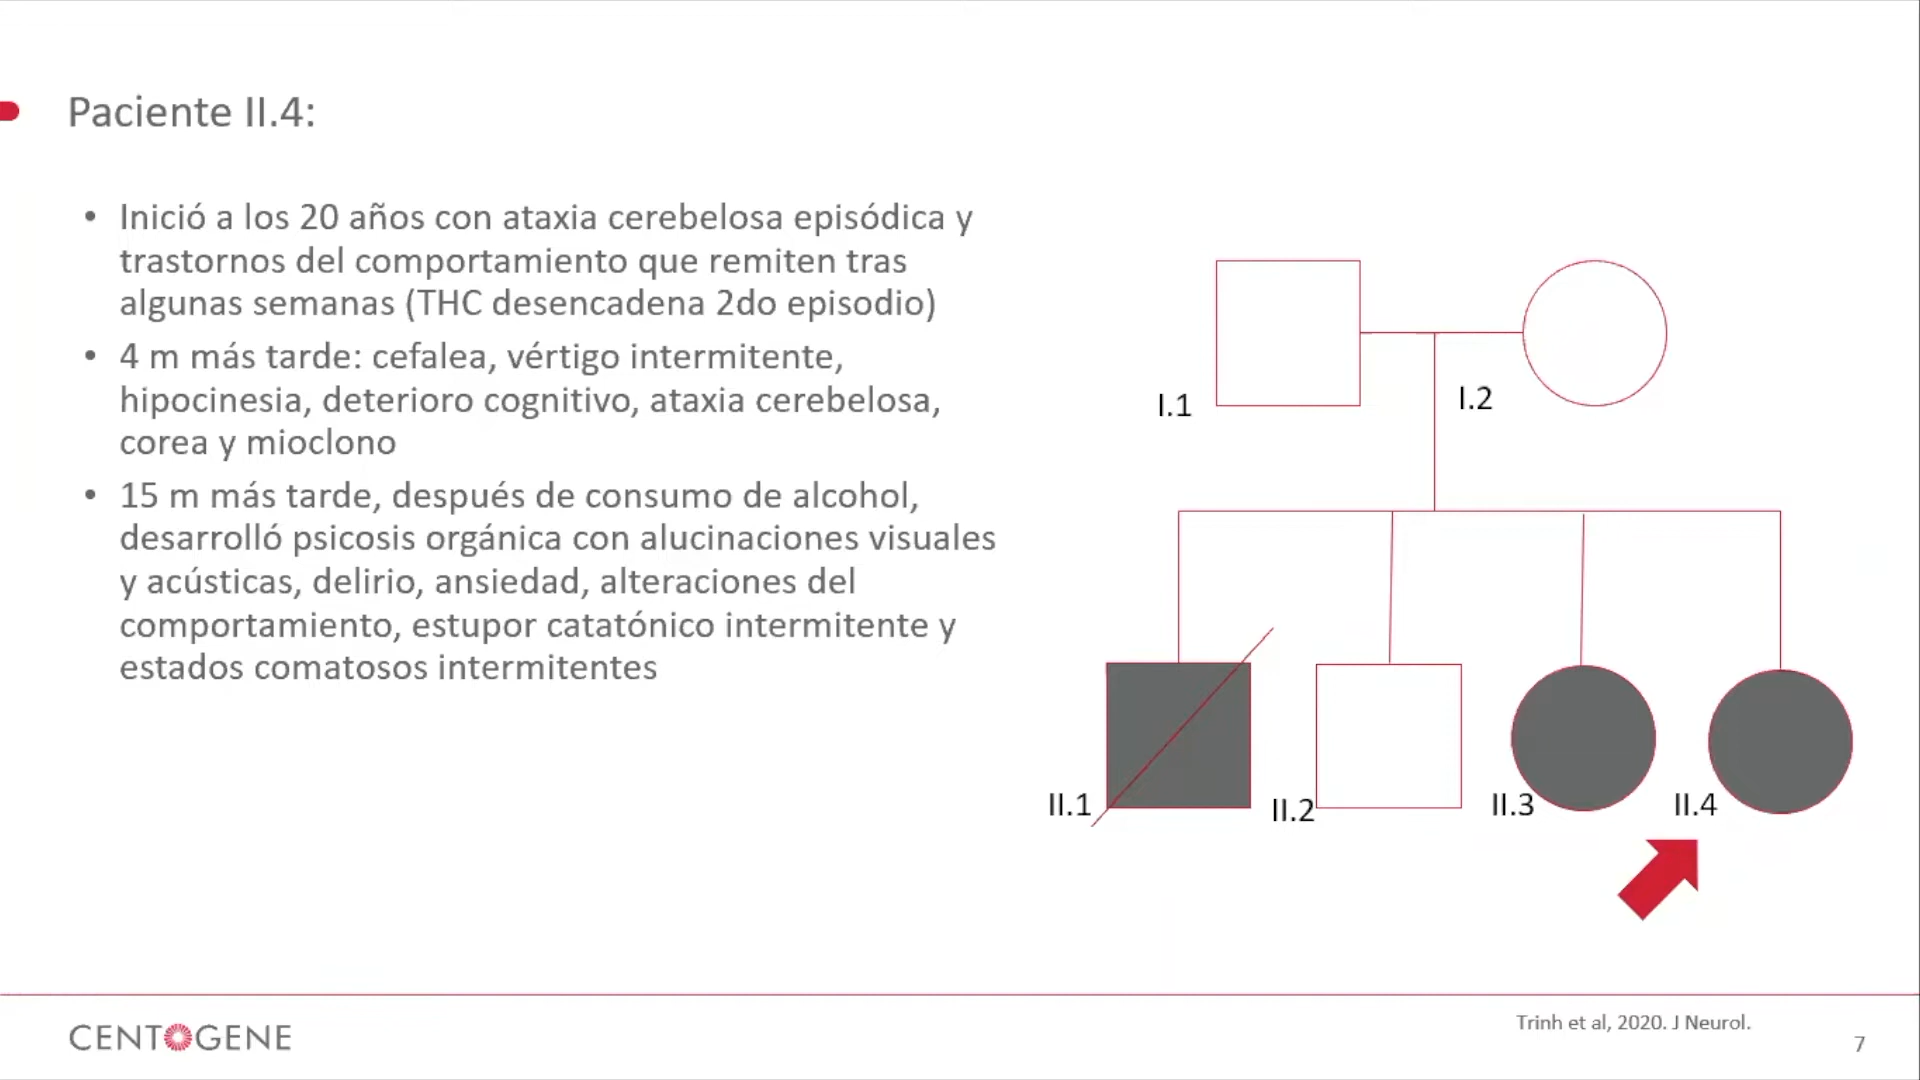 Paciente II.4:
• Inició a los 20 años con ataxia cerebelosa episódica y
trastornos del comportamiento que remiten tras
algunas semanas (THC desencadena 2do episodio)
• 4 m más tarde: cefalea, vértigo intermitente,
hipocinesia, deterioro cognitivo, ataxia cerebelosa,
corea y mioclono
• 15 m más tarde, después de consumo de alcohol,
desarrolló psicosis orgánica con alucinaciones visuales
y acústicas, delirio, ansiedad, alteraciones del
comportamiento, estupor catatónico intermitente y
estados comatosos intermitentes
I.1
I.2
II.1
II.2
II.3
II.4
CENTOGENE
Trinh et al, 2020. J Neurol.
7